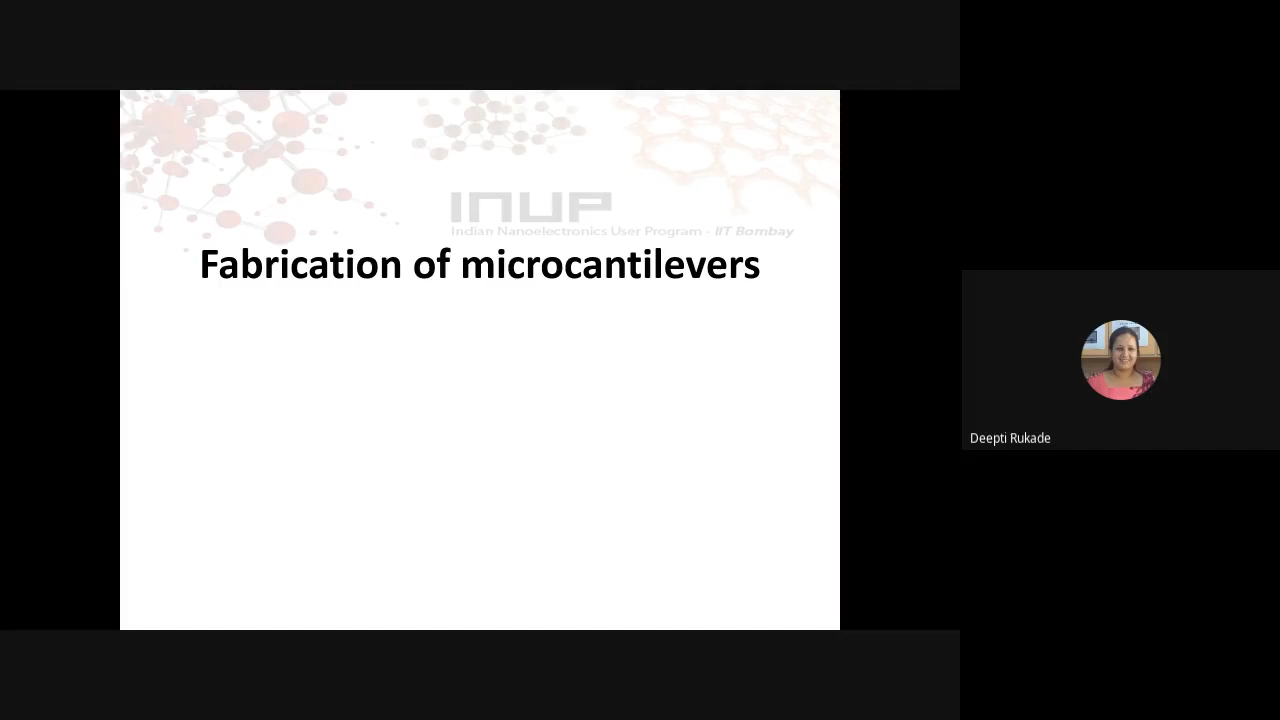 INUP
Indian Nanoelectronics User Program - IIT Bombay
Fabrication of microcantilevers
Deepti Rukade